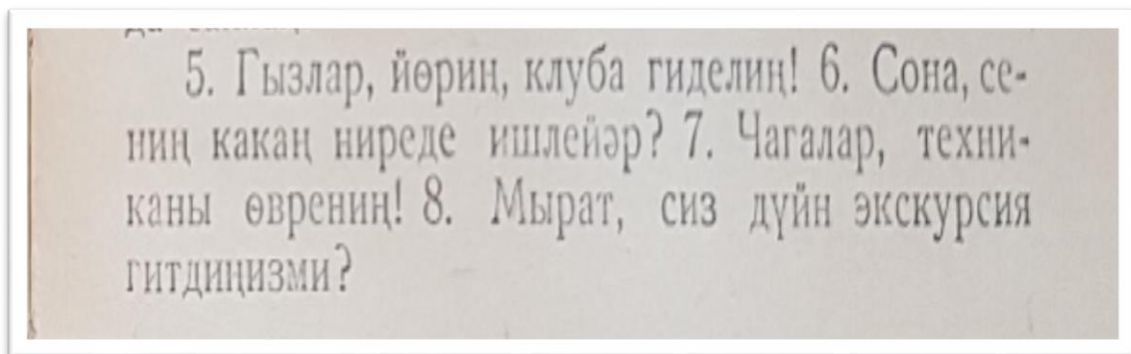 5. Гызлар, йөриң, клуба гиделиң! 6. Сона, се-
ниң какаң ниреде ишлейәр? 7. Чагалар, техни-
каны өврениң! 8. Мырат, сиз дүйн экскурсия
гитдиңизми?